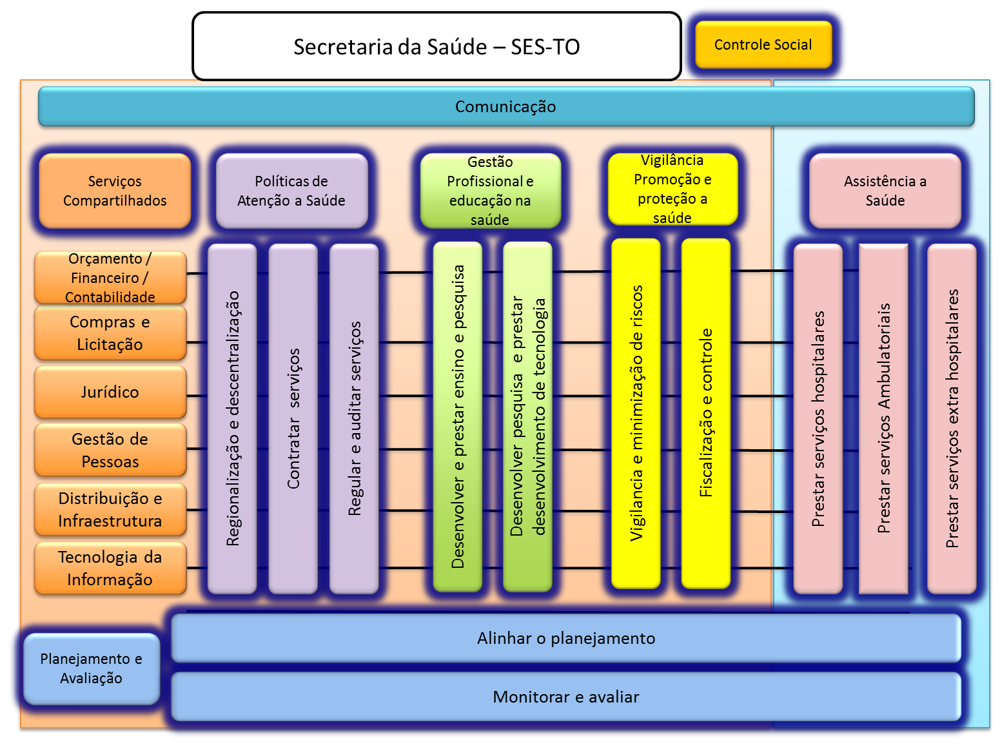 Secretaria da Saúde – SES-TO
Controle Social
Comunicação
Serviços
Compartilhados
Políticas de
Atenção a Saúde
Gestão
Profissional e
educação na
saúde
Vigilância
Promoção e
proteção a
saúde
Assistência a
Saúde
Orçamento /
Financeiro /
Contabilidade
Compras e
Licitação
Jurídico
Gestão de
Pessoas
Distribuição e
Infraestrutura
Tecnologia da
Informação
Regionalização e descentralização
Contratar serviços
Regular e auditar serviços
Desenvolver e prestar ensino e pesquisa
Desenvolver pesquisa e prestar
desenvolvimento de tecnologia
Vigilancia e minimização de riscos
Fiscalização e controle
Prestar serviços hospitalares
Prestar serviços Ambulatoriais
Prestar serviços extra hospitalares
Planejamento e
Avaliação
Alinhar o planejamento
Monitorar e avaliar